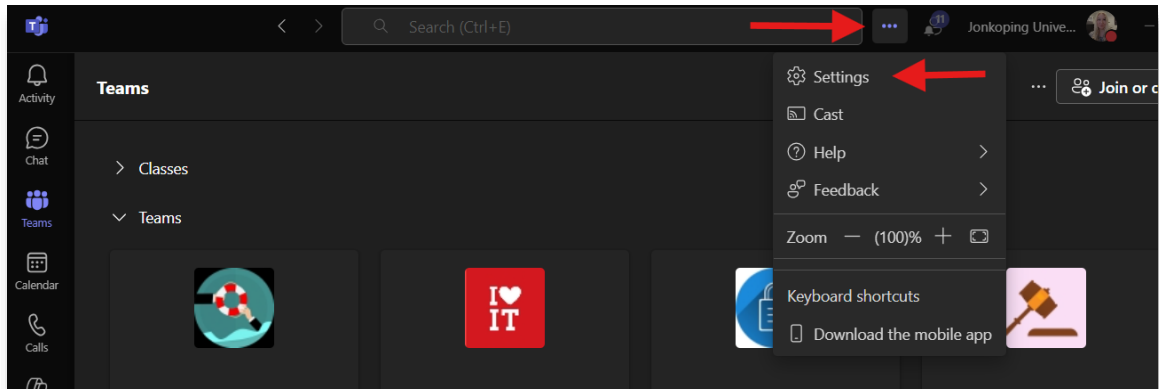 Search (Ctrl+E)
11
Jonkoping Unive...
Activity
Chat
Teams
Calendar
Calls
Teams
Join or c
Classes
Teams
I
IT
Settings
Cast
Help
Feedback
Zoom
(100)%
Keyboard shortcuts
Download the mobile app